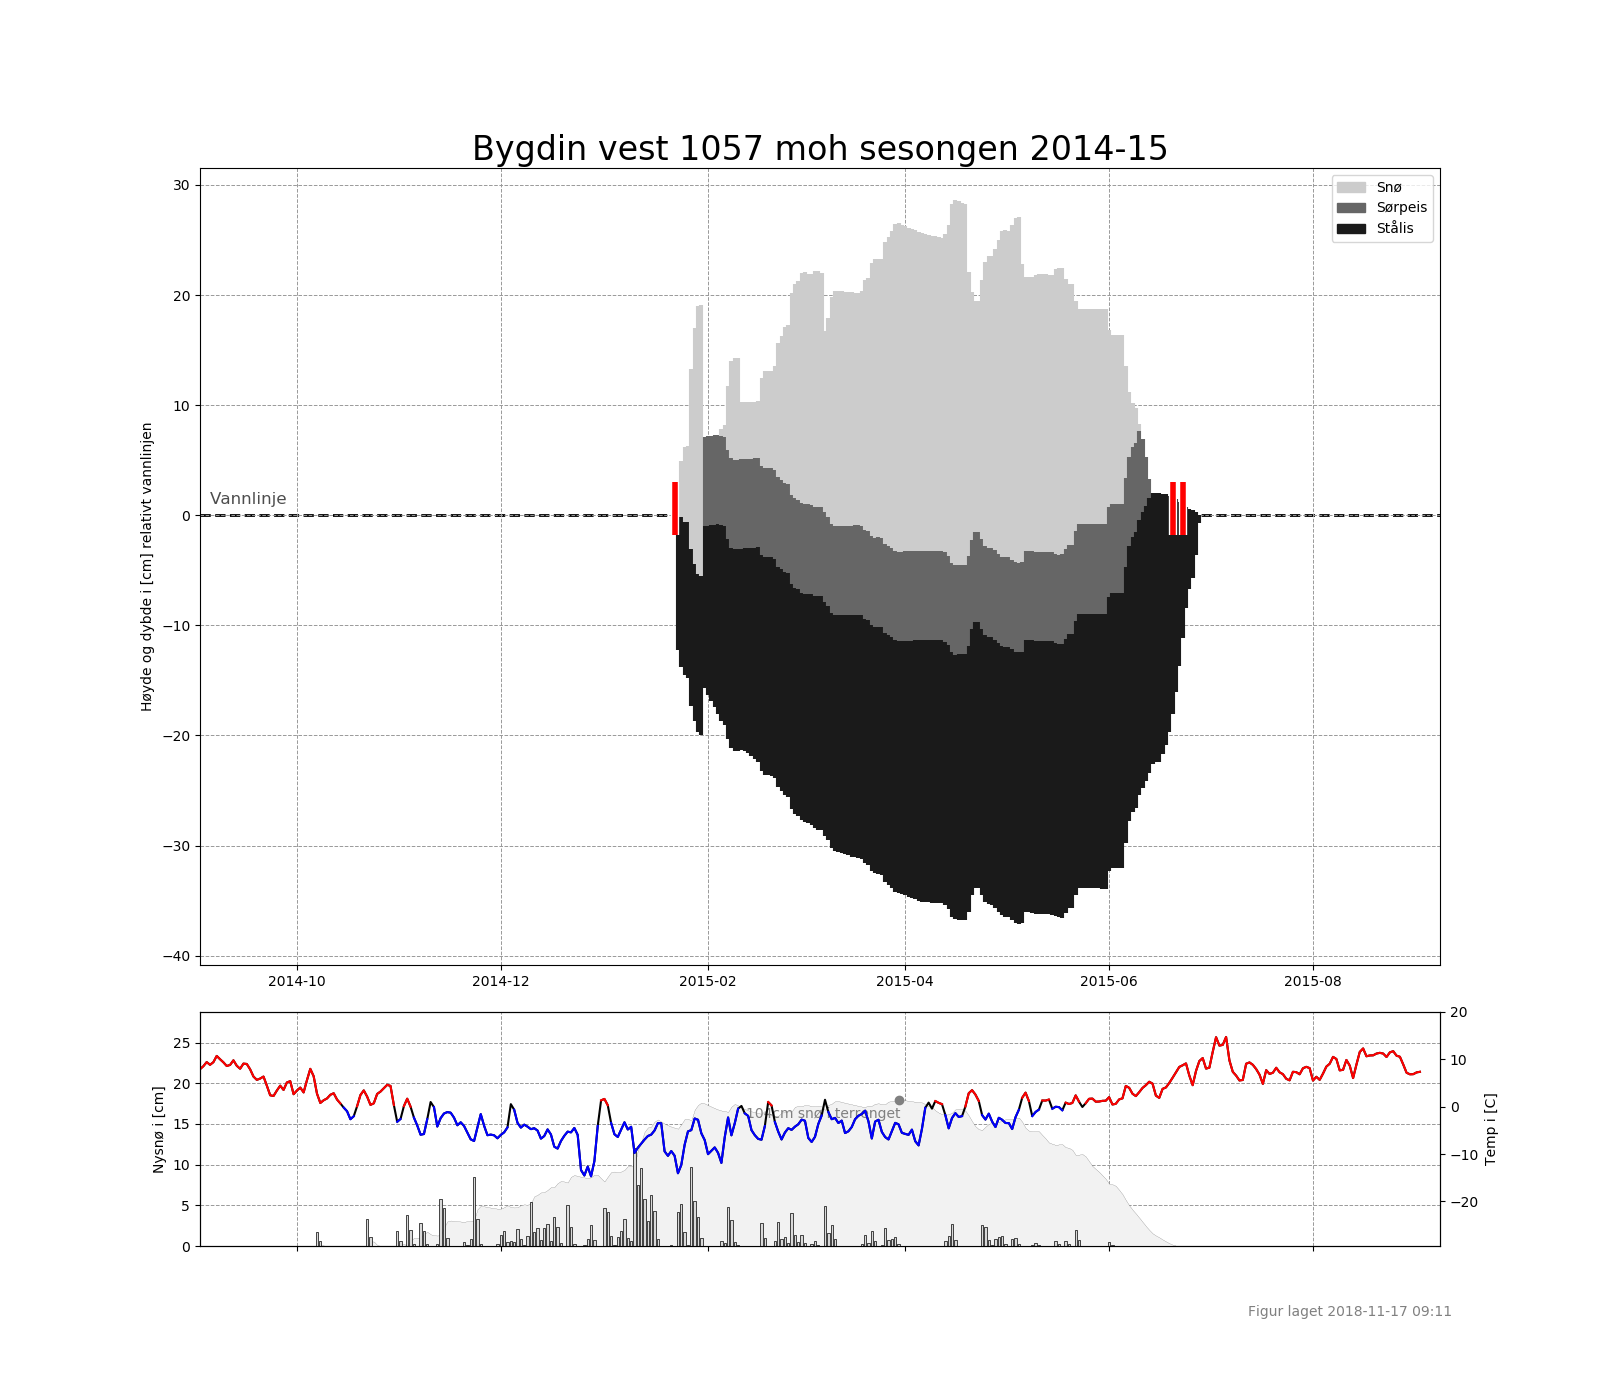 Bygdin vest 1057 moh sesongen 2014-15
Høyde og dybde i [cm] relativt vannlinjen
30
20
10
0
−10
−20
−30
−40
Vannlinje
Snø
Sørpeis
Stålis
2014-10
2014-12
2015-02
2015-04
2015-06
2015-08
Nysnø i [cm]
25
20
15
10
5
0
104cm snø i terrenget
20
10
0
−10
−20
Temp i [C]
Figur laget 2018-11-17 09:11